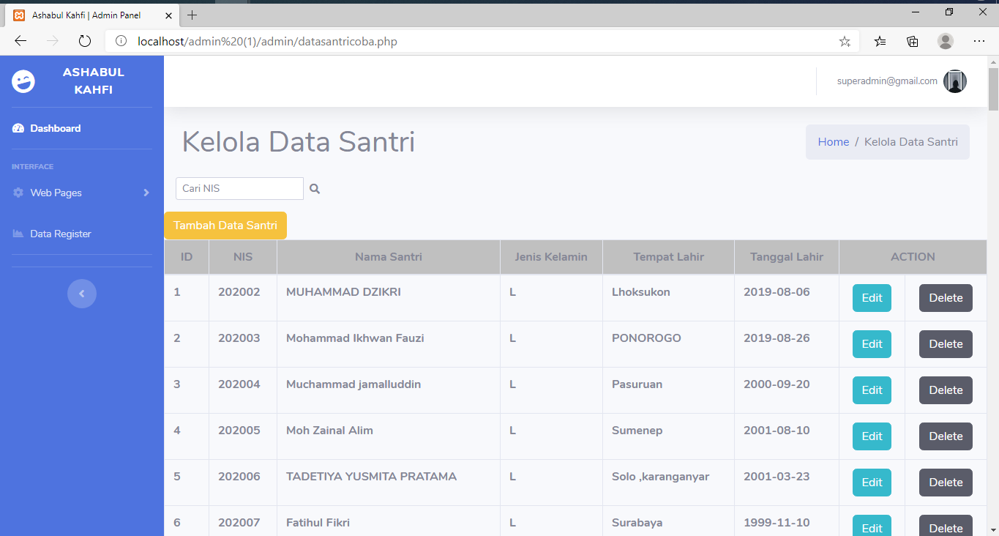 Ashabul Kahfi | Admin Panel
localhost/admin%20(1)/admin/datasantricoba.php
ASHABUL
KAHFI
superadmin@gmail.com
Dashboard
INTERFACE
Web Pages
Data Register
Kelola Data Santri
Home / Kelola Data Santri
Cari NIS
Tambah Data Santri
ID NIS Nama Santri Jenis Kelamin Tempat Lahir Tanggal Lahir ACTION
1 202002 MUHAMMAD DZIKRI L Lhoksukon 2019-08-06 Edit Delete
2 202003 Mohammad Ikhwan Fauzi L PONOROGO 2019-08-26 Edit Delete
3 202004 Muchammad jamalluddin L Pasuruan 2000-09-20 Edit Delete
4 202005 Moh Zainal Alim L Sumenep 2001-08-10 Edit Delete
5 202006 TADETIYA YUSMITA PRATAMA L Solo ,karanganyar 2001-03-23 Edit Delete
6 202007 Fatihul Fikri L Surabaya 1999-11-10 Edit Delete